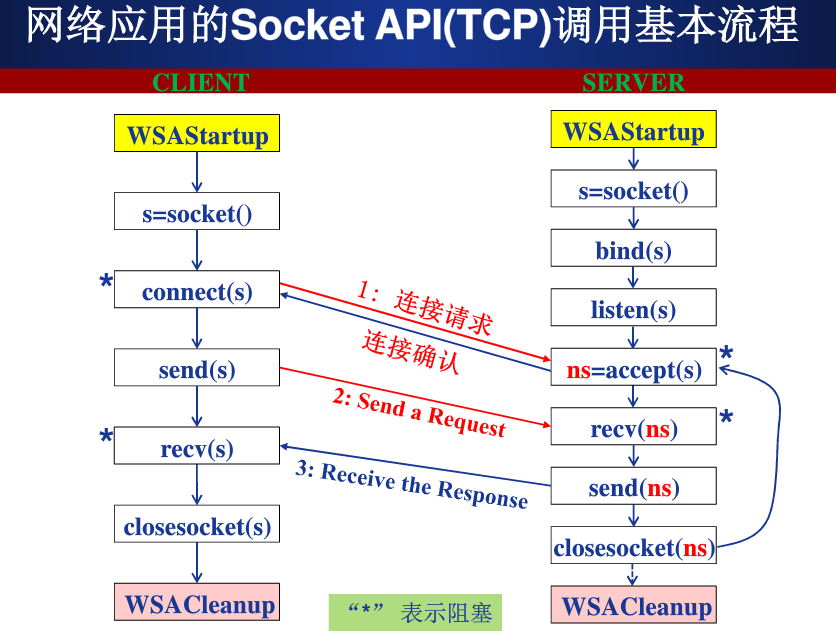 网络应用的Socket API(TCP)调用基本流程
CLIENT
SERVER
WSAStartup
s=socket()
* connect(s)
send(s)
* recv(s)
closesocket(s)
WSACleanup
1：连接请求
连接确认
2: Send a Request
3: Receive the Response
WSAStartup
s=socket()
bind(s)
listen(s)
ns=accept(s) *
recv(ns) *
send(ns)
closesocket(ns)
WSACleanup
“*” 表示阻塞